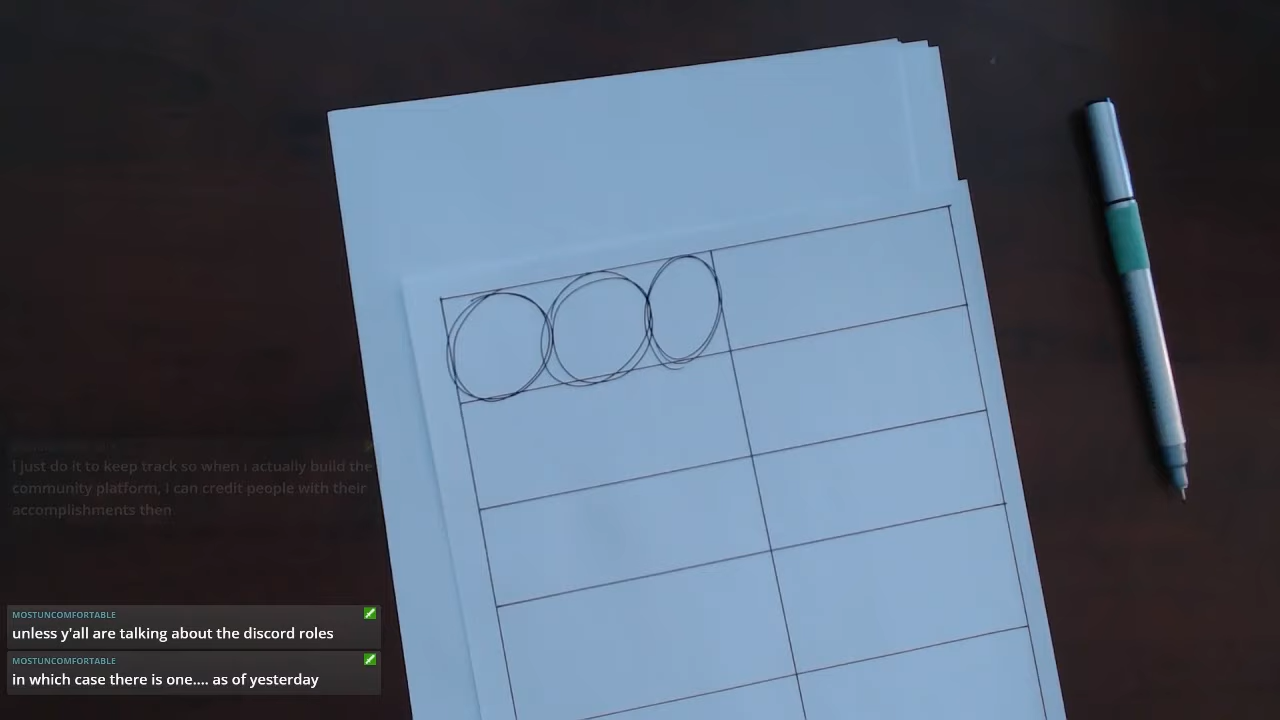 I just do it to keep track so when i actually build the
community platform, I can credit people with their
accomplishments then
MOSTUNCOMFORTABLE
unless y'all are talking about the discord roles
MOSTUNCOMFORTABLE
in which case there is one.... as of yesterday